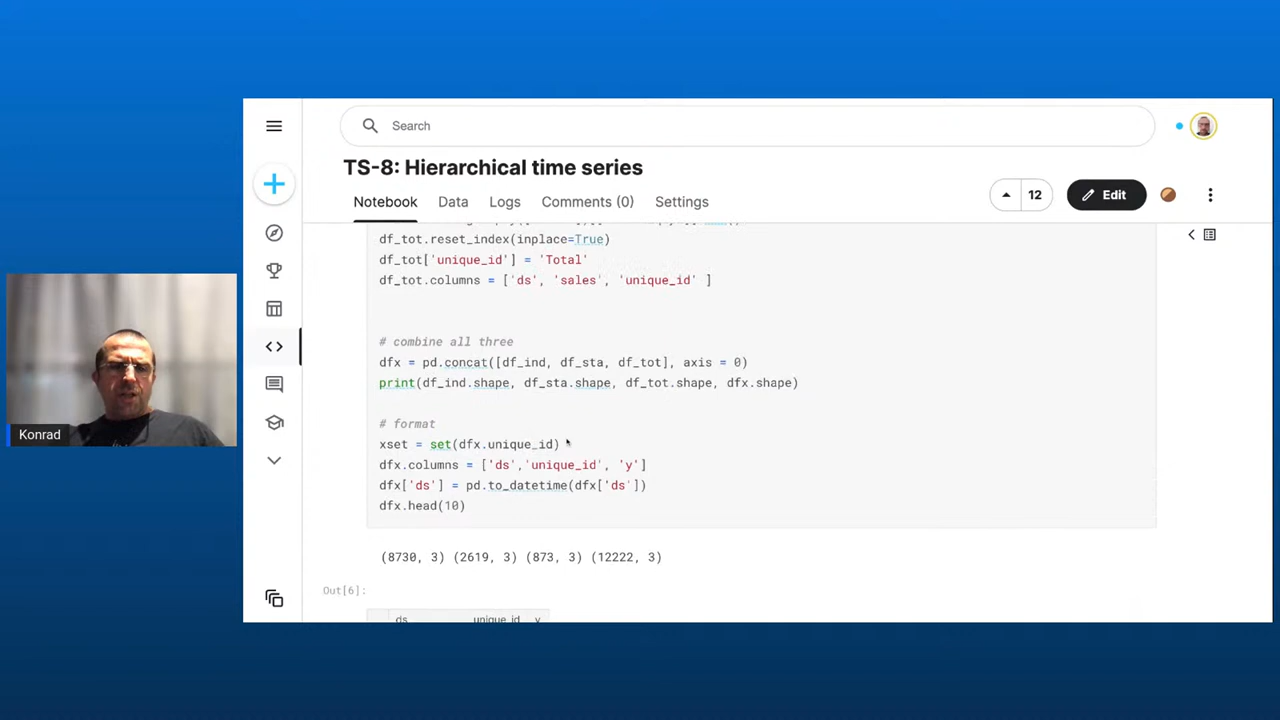 Search
TS-8: Hierarchical time series
12
Edit
Notebook Data Logs Comments (0) Settings
df_tot.reset_index(inplace=True)
df_tot['unique_id'] = 'Total'
df_tot.columns = ['ds', 'sales', 'unique_id' ]
# combine all three
dfx = pd.concat([df_ind, df_sta, df_tot], axis = 0)
print(df_ind.shape, df_sta.shape, df_tot.shape, dfx.shape)
# format
xset = set(dfx.unique_id)
dfx.columns = ['ds','unique_id', 'y']
dfx['ds'] = pd.to_datetime(dfx['ds'])
dfx.head(10)
(8730, 3) (2619, 3) (873, 3) (12222, 3)
Out[6]:
ds unique_id y
Konrad